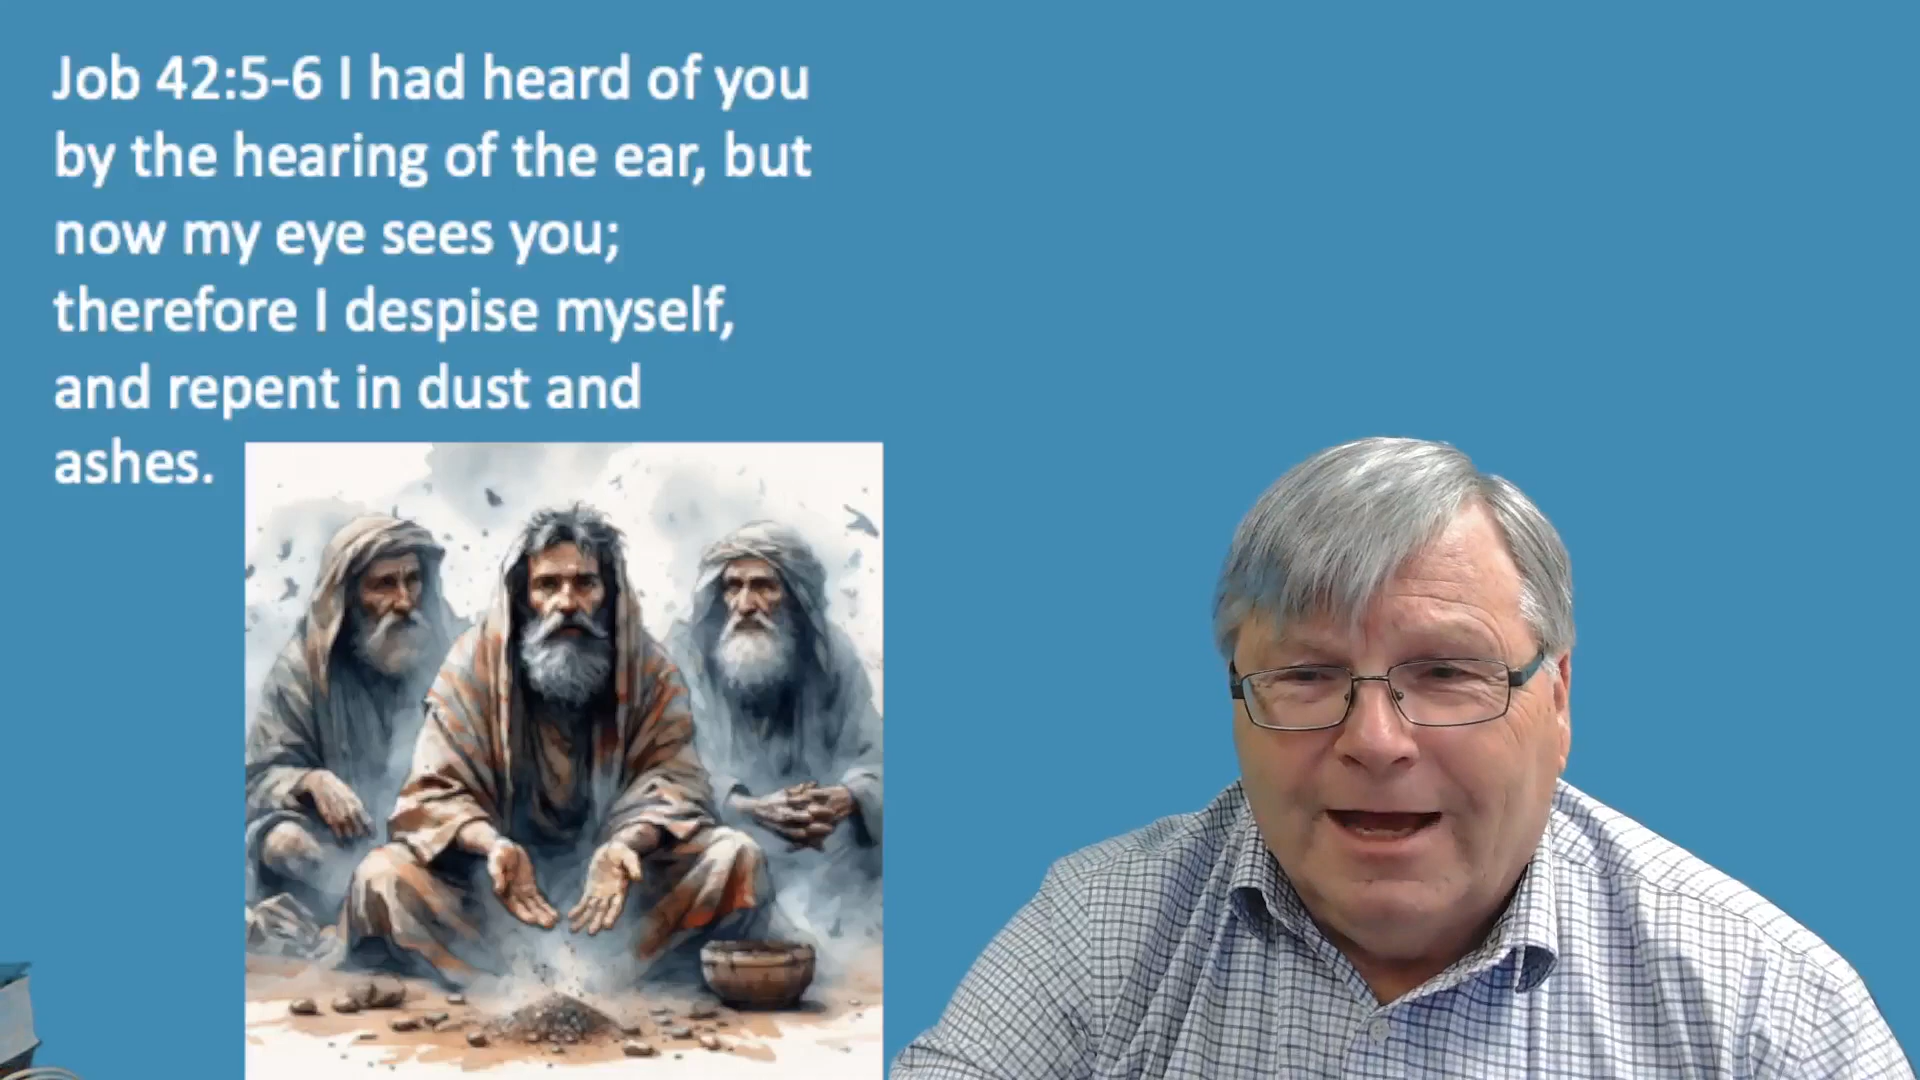 Job 42:5-6 I had heard of you
by the hearing of the ear, but
now my eye sees you;
therefore I despise myself,
and repent in dust and
ashes.